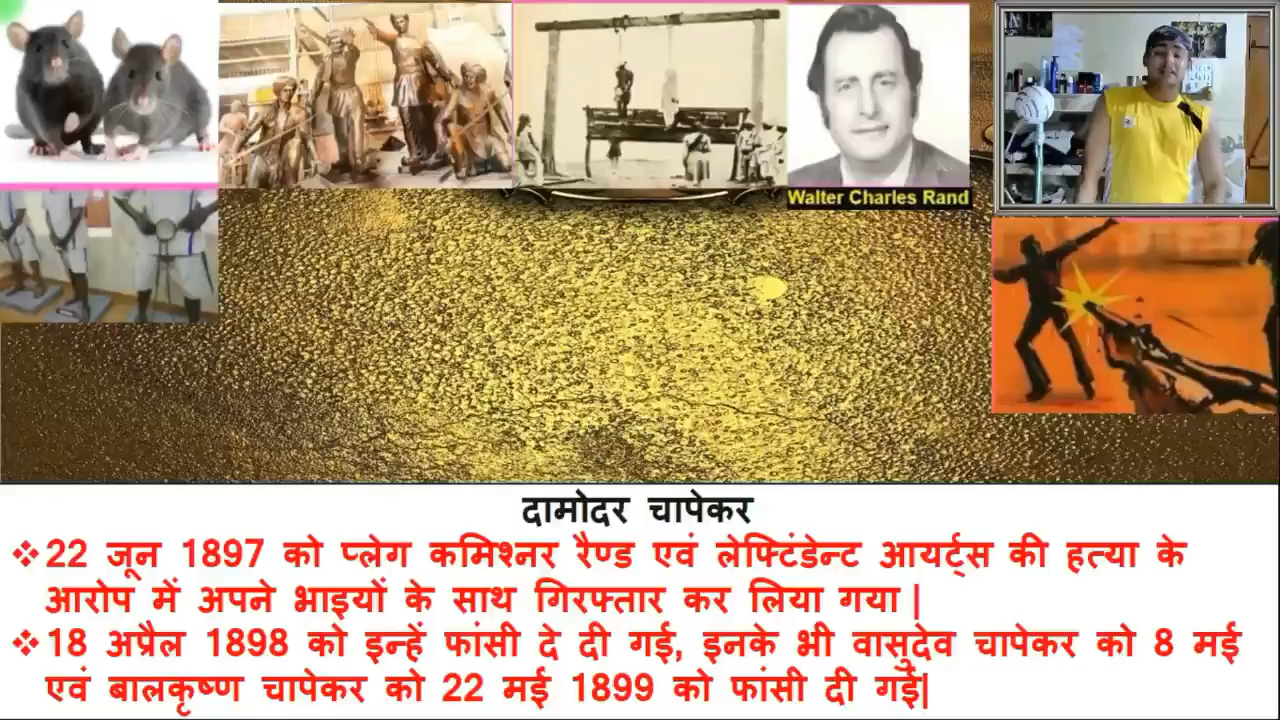 Walter Charles Rand
दामोदर चापेकर
❖22 जून 1897 को प्लेग कमिश्नर रैण्ड एवं लेफ्टिंडेन्ट आयर्ट्स की हत्या के
आरोप में अपने भाइयों के साथ गिरफ्तार कर लिया गया |
❖18 अप्रैल 1898 को इन्हें फांसी दे दी गई, इनके भी वासुदेव चापेकर को 8 मई
एवं बालकृष्ण चापेकर को 22 मई 1899 को फांसी दी गई|